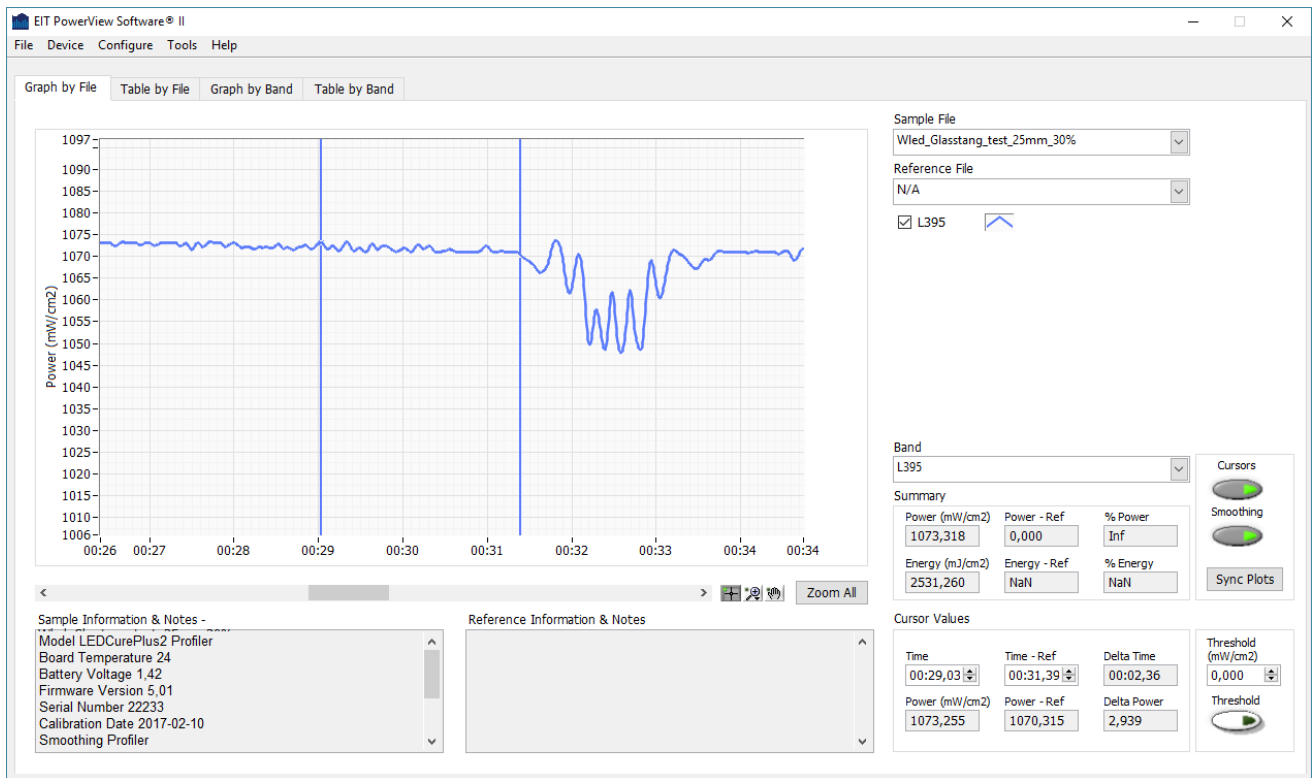 EIT PowerView Software® II
File Device Configure Tools Help
Graph by File Table by File Graph by Band Table by Band
Sample File
Wled_Glasstang_test_25mm_30%
Reference File
N/A
L395
Power (mW/cm2)
1097
1090
1085
1080
1075
1070
1065
1060
1055
1050
1045
1040
1035
1030
1025
1020
1015
1010
1006
00:26 00:27 00:28 00:29 00:30 00:31 00:32 00:33 00:34 00:34
Zoom All
Band
L395
Summary
Power (mW/cm2) Power - Ref % Power
1073,318 0,000 Inf
Energy (mJ/cm2) Energy - Ref % Energy
2531,260 NaN NaN
Cursors
Smoothing
Sync Plots
Sample Information & Notes -
Model LEDCurePlus2 Profiler
Board Temperature 24
Battery Voltage 1,42
Firmware Version 5,01
Serial Number 22233
Calibration Date 2017-02-10
Smoothing Profiler
Reference Information & Notes
Cursor Values
Time Time - Ref Delta Time
00:29,03 00:31,39 00:02,36
Power (mW/cm2) Power - Ref Delta Power
1073,255 1070,315 2,939
Threshold
(mW/cm2)
0,000
Threshold